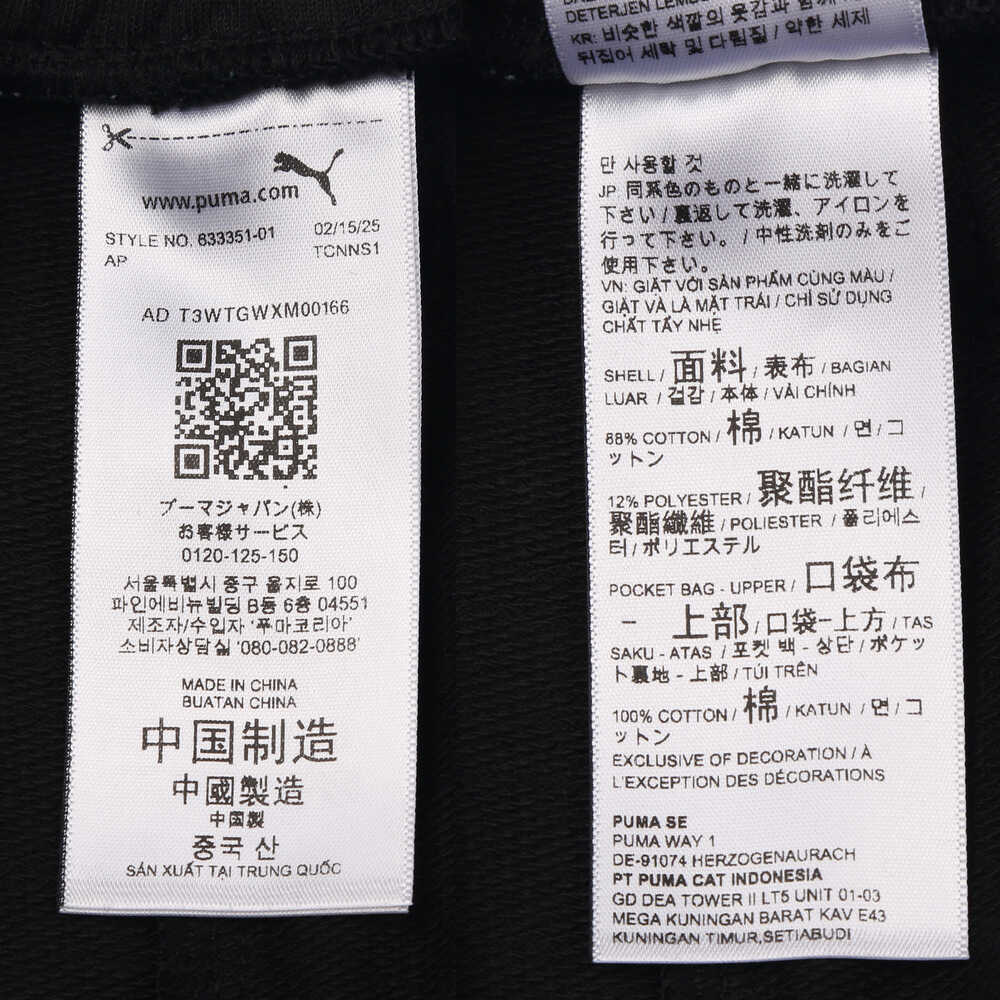 www.puma.com
STYLE NO. 633351-01 02/15/25
AP TCNNS1
AD T3WTGWXM00166
プーマジャパン(株)
お客様サービス
0120-125-150
서울특별시 중구 을지로 100
파인에비뉴빌딩 B동 6층 04551
제조자/수입자 '푸마코리아'
소비자상담실 '080-082-0888'
MADE IN CHINA
BUATAN CHINA
中国制造
中國製造
中国製
중국 산
SẢN XUẤT TẠI TRUNG QUỐC
KR: 비슷한 색깔의 옷감과 함께 세탁
뒤집어 세탁 및 다림질 / 약한 세제
만 사용할 것
JP 同系色のものと一緒に洗濯して
下さい / 裏返して洗濯、アイロンを
行って下さい。 / 中性洗剤のみをご
使用下さい。
VN: GIẶT VỚI SẢN PHẨM CÙNG MÀU /
GIẶT VÀ LÀ MẶT TRÁI / CHỈ SỬ DỤNG
CHẤT TẨY NHẸ
SHELL / 面料 / 表布 / BAGIAN
LUAR / 겉감 / 本体 / VẢI CHÍNH
88% COTTON / 棉 / KATUN / 면 / コ
ットン
12% POLYESTER / 聚酯纤维 /
聚酯纖維 / POLIESTER / 폴리에스
터 / ポリエステル
POCKET BAG - UPPER / 口袋布
- 上部 / 口袋-上方 / TAS
SAKU - ATAS / 포켓 백 - 상단 / ポケッ
ト裏地 - 上部 / TÚI TRÊN
100% COTTON / 棉 / KATUN / 면 / コ
ットン
EXCLUSIVE OF DECORATION / À
L'EXCEPTION DES DÉCORATIONS
PUMA SE
PUMA WAY 1
DE-91074 HERZOGENAURACH
PT PUMA CAT INDONESIA
GD DEA TOWER II LT5 UNIT 01-03
MEGA KUNINGAN BARAT KAV E43
KUNINGAN TIMUR,SETIABUDI